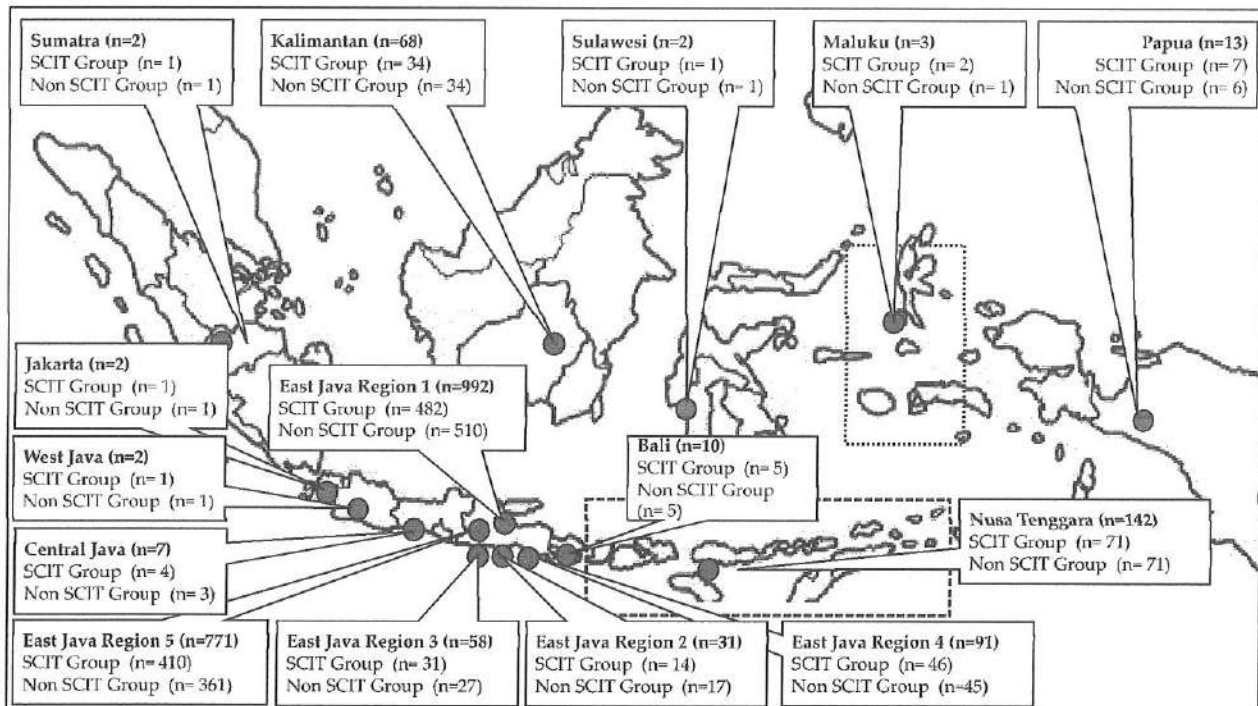 Sumatra (n=2)
SCIT Group (n= 1)
Non SCIT Group (n= 1)
Kalimantan (n=68)
SCIT Group (n= 34)
Non SCIT Group (n= 34)
Sulawesi (n=2)
SCIT Group (n= 1)
Non SCIT Group (n= 1)
Maluku (n=3)
SCIT Group (n= 2)
Non SCIT Group (n= 1)
Papua (n=13)
SCIT Group (n= 7)
Non SCIT Group (n= 6)
Jakarta (n=2)
SCIT Group (n= 1)
Non SCIT Group (n= 1)
East Java Region 1 (n=992)
SCIT Group (n= 482)
Non SCIT Group (n= 510)
West Java (n=2)
SCIT Group (n= 1)
Non SCIT Group (n= 1)
Bali (n=10)
SCIT Group (n= 5)
Non SCIT Group
(n= 5)
Central Java (n=7)
SCIT Group (n= 4)
Non SCIT Group (n= 3)
Nusa Tenggara (n=142)
SCIT Group (n= 71)
Non SCIT Group (n= 71)
East Java Region 5 (n=771)
SCIT Group (n= 410)
Non SCIT Group (n= 361)
East Java Region 3 (n=58)
SCIT Group (n= 31)
Non SCIT Group (n=27)
East Java Region 2 (n=31)
SCIT Group (n= 14)
Non SCIT Group (n=17)
East Java Region 4 (n=91)
SCIT Group (n= 46)
Non SCIT Group (n=45)